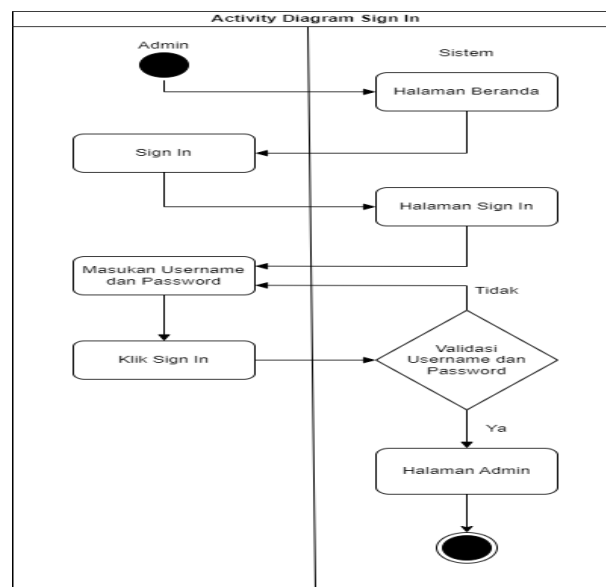 Activity Diagram Sign In
Admin
Sistem
Halaman Beranda
Sign In
Halaman Sign In
Masukan Username
dan Password
Tidak
Klik Sign In
Validasi
Username dan
Password
Ya
Halaman Admin